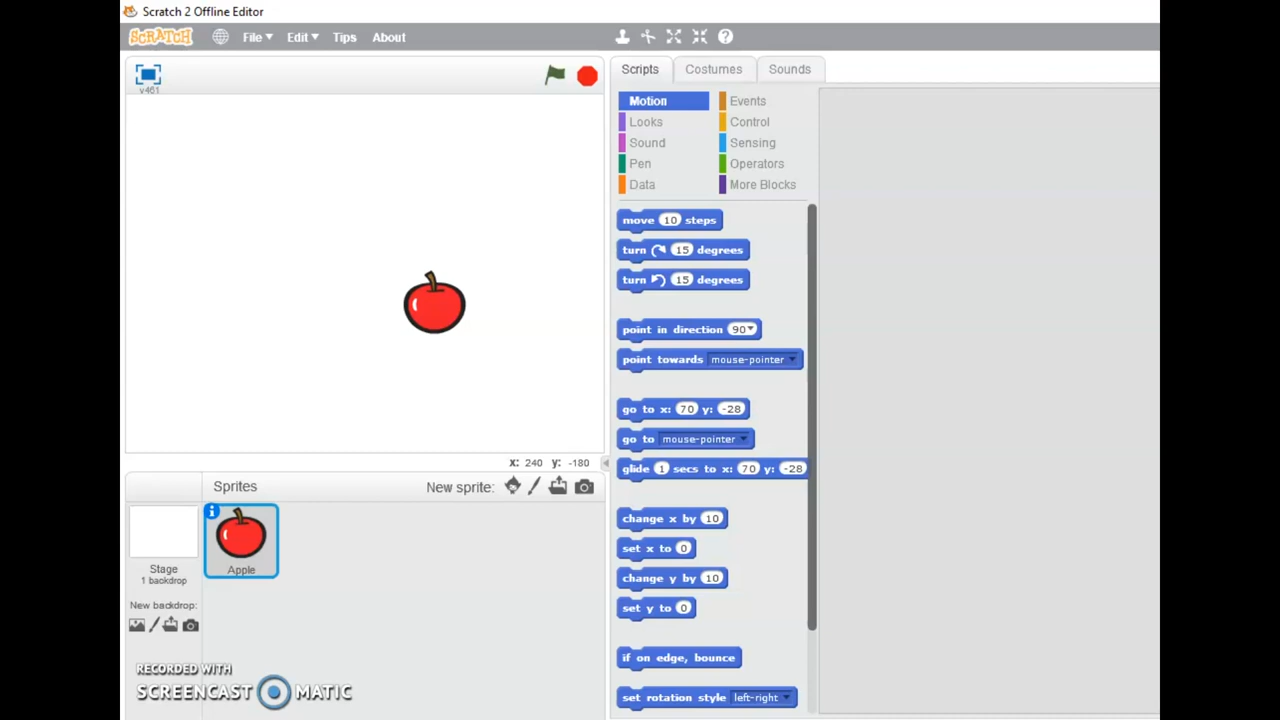 Scratch 2 Offline Editor
SCRATCH File Edit Tips About
v461
Scripts Costumes Sounds
Motion Events
Looks Control
Sound Sensing
Pen Operators
Data More Blocks
move 10 steps
turn 15 degrees
turn 15 degrees
point in direction 90
point towards mouse-pointer
go to x: 70 y: -28
go to mouse-pointer
glide 1 secs to x: 70 y: -28
change x by 10
set x to 0
change y by 10
set y to 0
if on edge, bounce
set rotation style left-right
x: 240 y: -180
Sprites New sprite:
Apple
Stage
1 backdrop
New backdrop:
RECORDED WITH
SCREENCAST MATIC